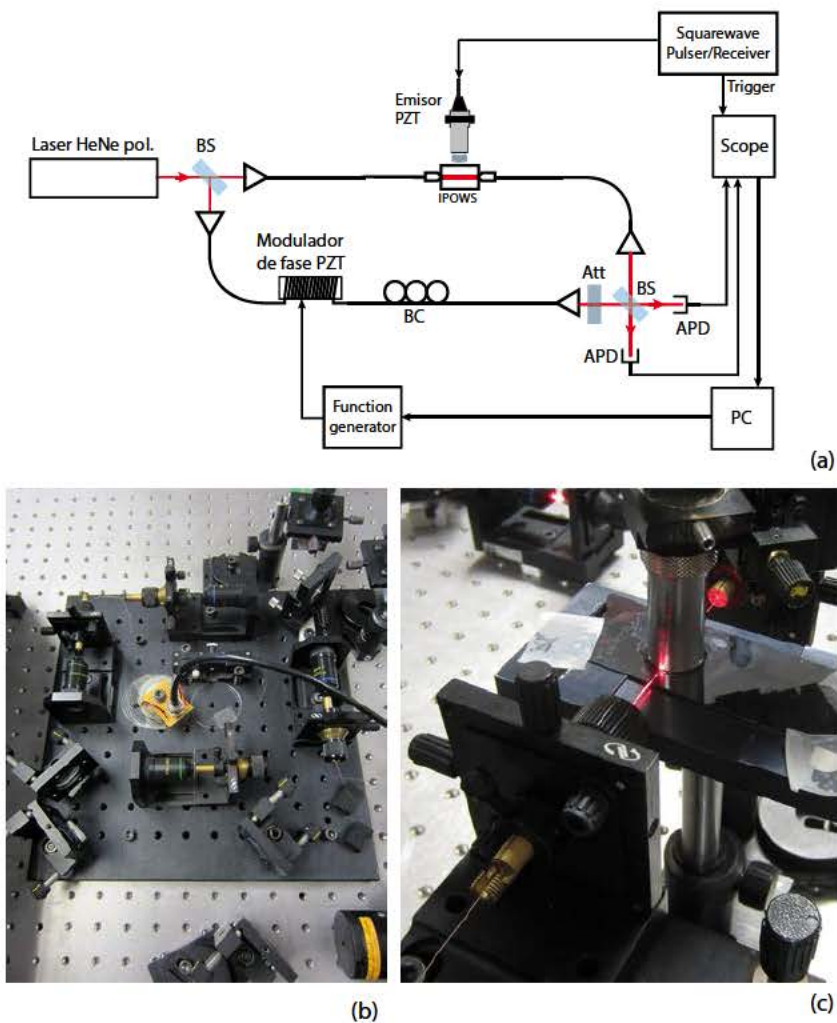 Squarewave
Pulser/Receiver
Trigger
Emisor
PZT
Laser HeNe pol.
BS
Scope
IPOWS
Modulador
de fase PZT
Att
BS
BC
APD
APD
Function
generator
PC
(a)
(b)
(c)